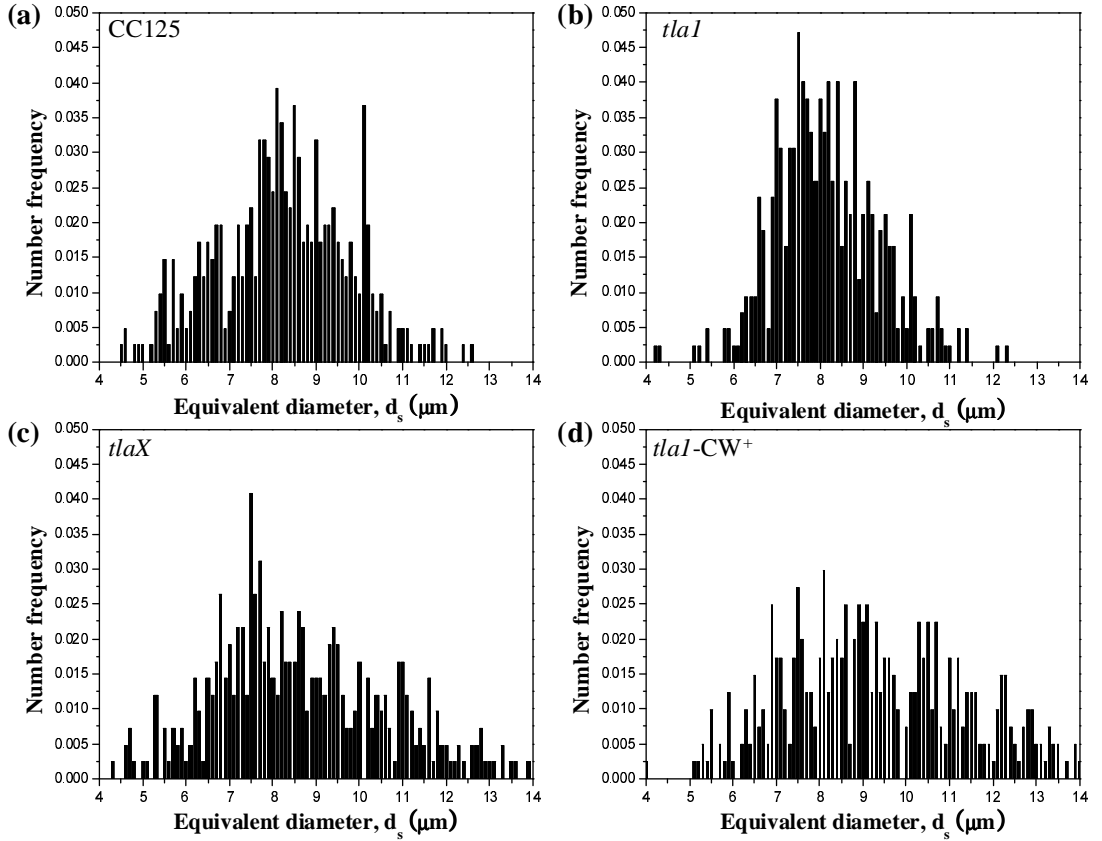 (a) CC125
0.050
0.045
0.040
0.035
0.030
0.025
0.020
0.015
0.010
0.005
0.000
Number frequency
4 5 6 7 8 9 10 11 12 13 14
Equivalent diameter, ds (μm)
(b) tla1
0.050
0.045
0.040
0.035
0.030
0.025
0.020
0.015
0.010
0.005
0.000
Number frequency
4 5 6 7 8 9 10 11 12 13 14
Equivalent diameter, ds (μm)
(c) tlaX
0.050
0.045
0.040
0.035
0.030
0.025
0.020
0.015
0.010
0.005
0.000
Number frequency
4 5 6 7 8 9 10 11 12 13 14
Equivalent diameter, ds (μm)
(d) tla1-CW+
0.050
0.045
0.040
0.035
0.030
0.025
0.020
0.015
0.010
0.005
0.000
Number frequency
4 5 6 7 8 9 10 11 12 13 14
Equivalent diameter, ds (μm)